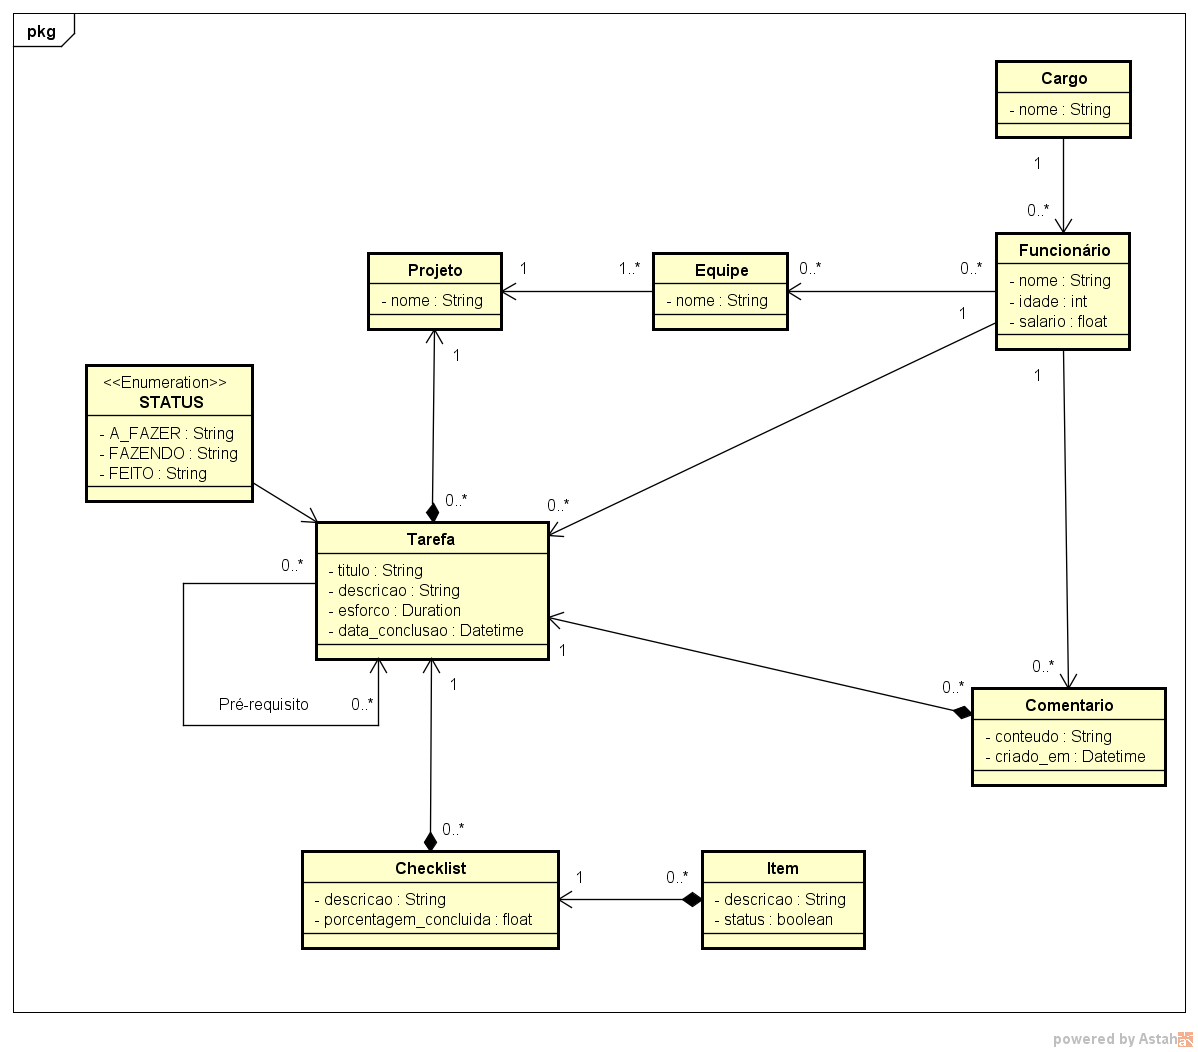 pkg
Cargo
- nome : String
1
0..*
Funcionário
- nome : String
- idade : int
- salario : float
Projeto
- nome : String
1
1..*
Equipe
- nome : String
0..*
0..*
1
1
1
<<Enumeration>>
STATUS
- A_FAZER : String
- FAZENDO : String
- FEITO : String
0..*
0..*
Tarefa
- titulo : String
- descricao : String
- esforco : Duration
- data_conclusao : Datetime
0..*
Pré-requisito
0..*
1
1
0..*
0..*
Comentario
- conteudo : String
- criado_em : Datetime
0..*
Checklist
- descricao : String
- porcentagem_concluida : float
1
0..*
Item
- descricao : String
- status : boolean
powered by Astah